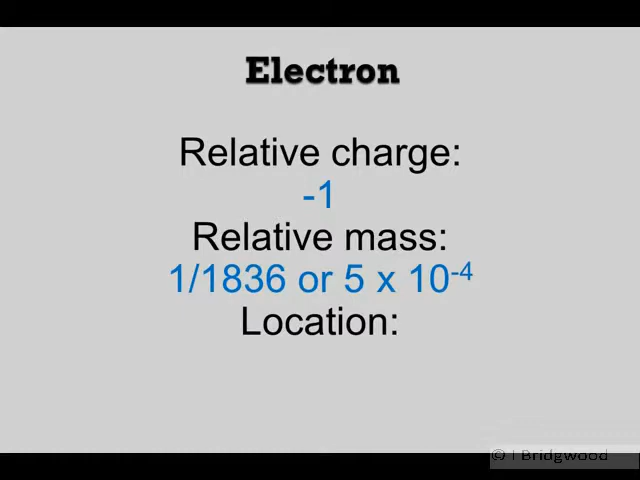 Electron
Relative charge:
-1
Relative mass:
1/1836 or 5 x 10⁻⁴
Location:
© I Bridgwood